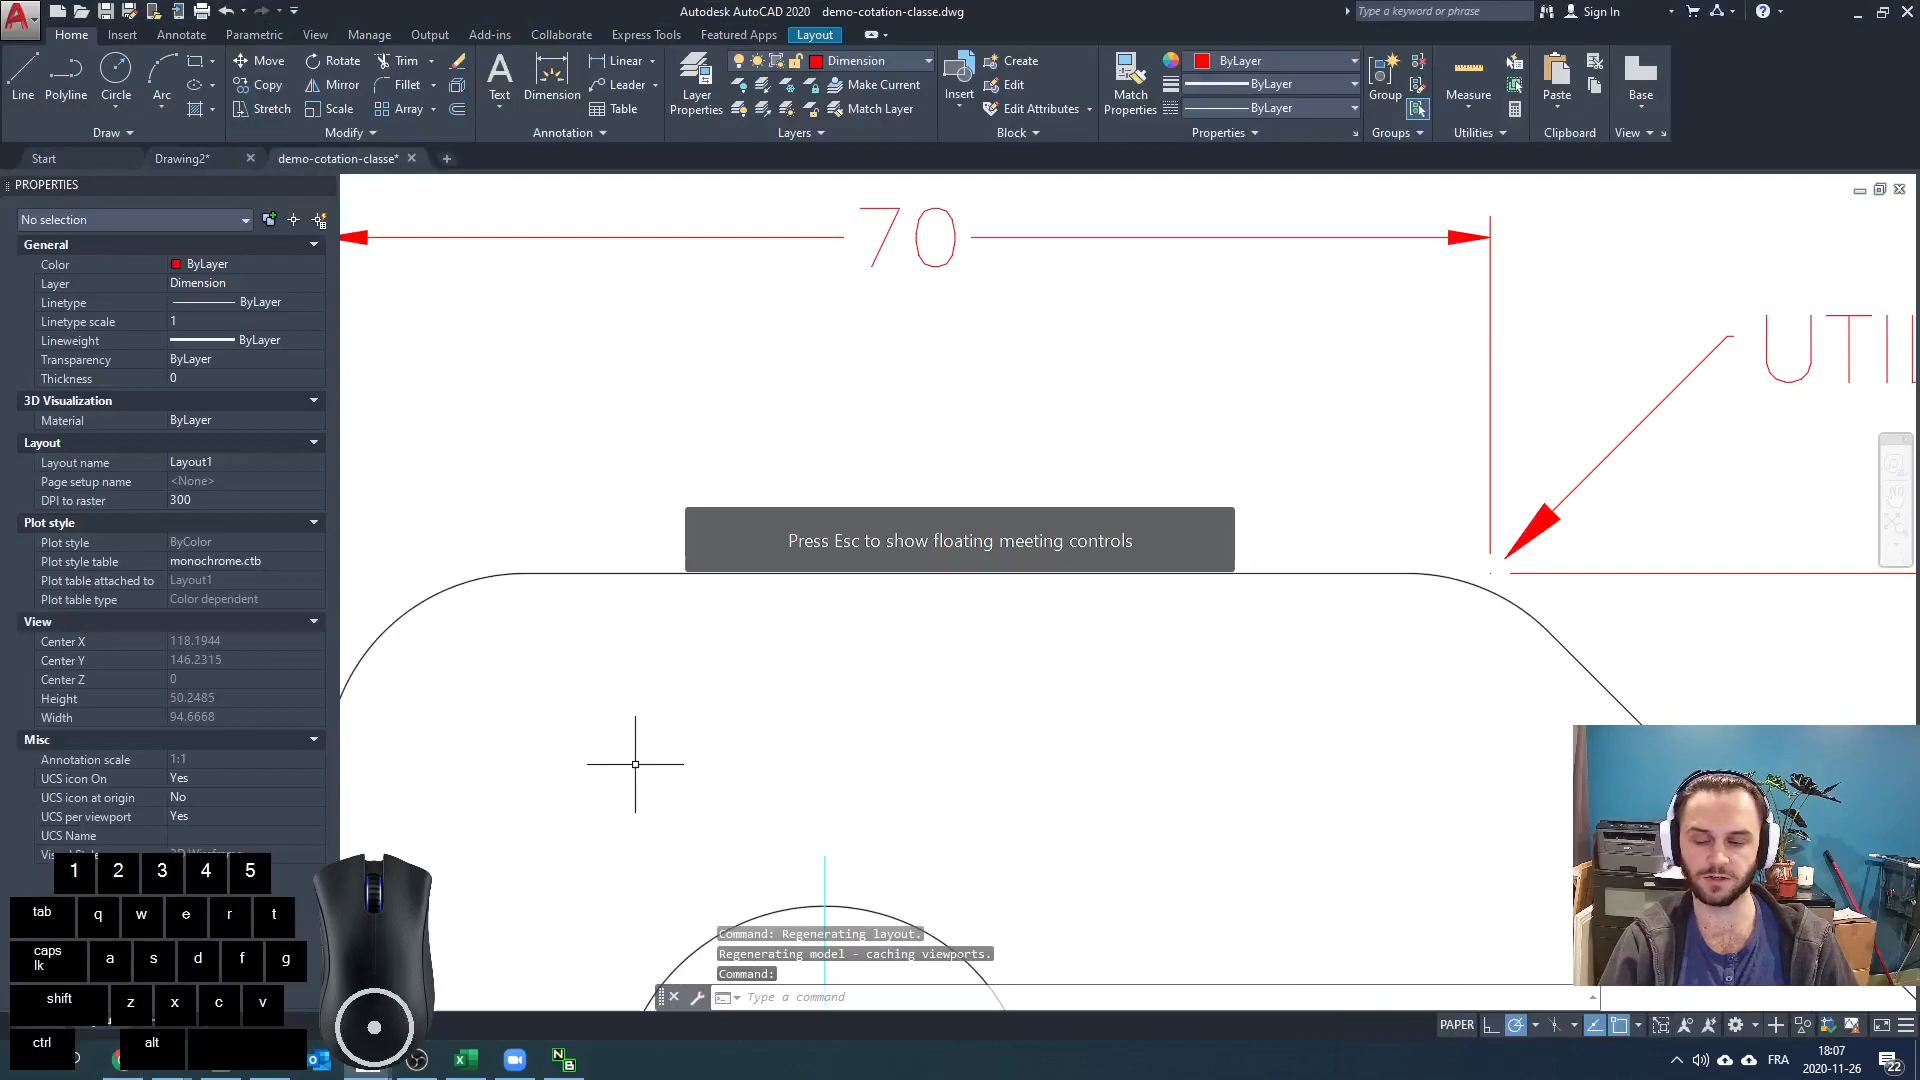 Autodesk AutoCAD 2020 demo-cotation-classe.dwg
Type a keyword or phrase
Sign In
Home Insert Annotate Parametric View Manage Output Add-ins Collaborate Express Tools Featured Apps Layout
Line Polyline Circle Arc
Move Rotate Trim
Copy Mirror Fillet
Stretch Scale Array
Text Dimension
Linear
Leader
Table
Layer Properties
Dimension
Make Current
Match Layer
Insert
Create
Edit
Edit Attributes
Match Properties
ByLayer
ByLayer
ByLayer
Group
Measure
Paste
Base
Draw Modify Annotation Layers Block Properties Groups Utilities Clipboard View
Start Drawing2* demo-cotation-classe*
PROPERTIES
No selection
General
Color ByLayer
Layer Dimension
Linetype ByLayer
Linetype scale 1
Lineweight ByLayer
Transparency ByLayer
Thickness 0
3D Visualization
Material ByLayer
Layout
Layout name Layout1
Page setup name <None>
DPI to raster 300
Plot style
Plot style ByColor
Plot style table monochrome.ctb
Plot table attached to Layout1
Plot table type Color dependent
View
Center X 118.1944
Center Y 146.2315
Center Z 0
Height 50.2485
Width 94.6668
Misc
Annotation scale 1:1
UCS icon On Yes
UCS icon at origin No
UCS per viewport Yes
UCS Name
70
UTIL
Press Esc to show floating meeting controls
Command: Regenerating layout.
Regenerating model - caching viewports.
Command:
Type a command
1 2 3 4 5
tab q w e r t
caps lk a s d f g
shift z x c v
ctrl alt
PAPER
FRA
18:07
2020-11-26
22